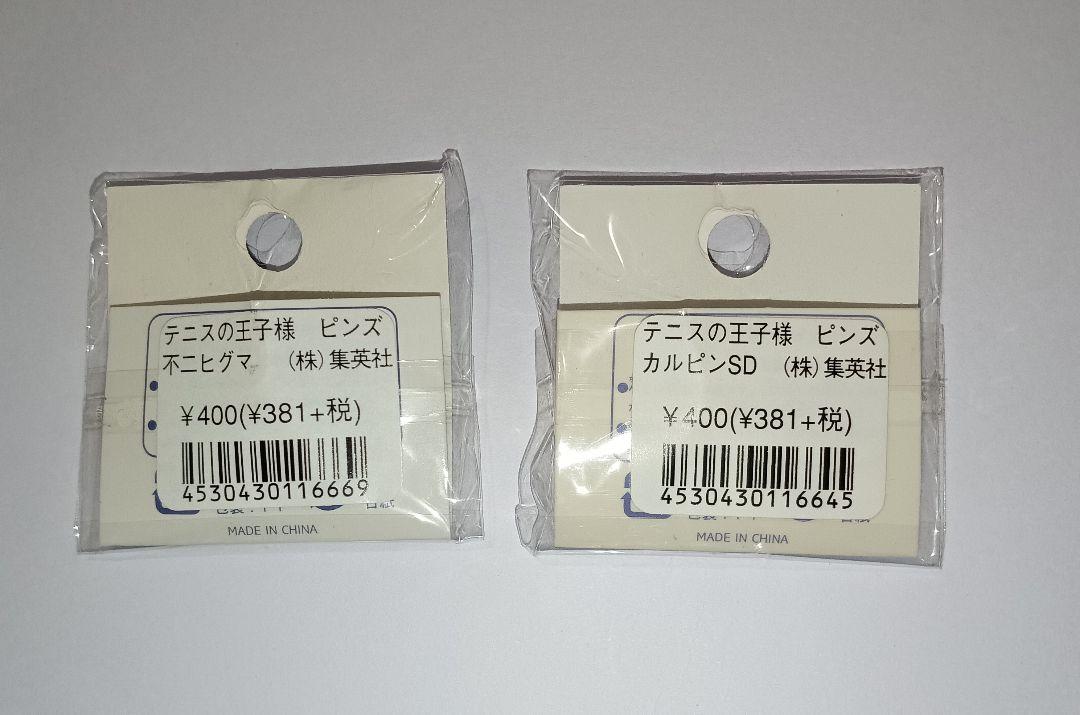 テニスの王子様　ピンズ
不二ヒグマ　（株）集英社
¥400(¥381+税)
4530430116669
MADE IN CHINA
テニスの王子様　ピンズ
カルピンSD　（株）集英社
¥400(¥381+税)
4530430116645
MADE IN CHINA